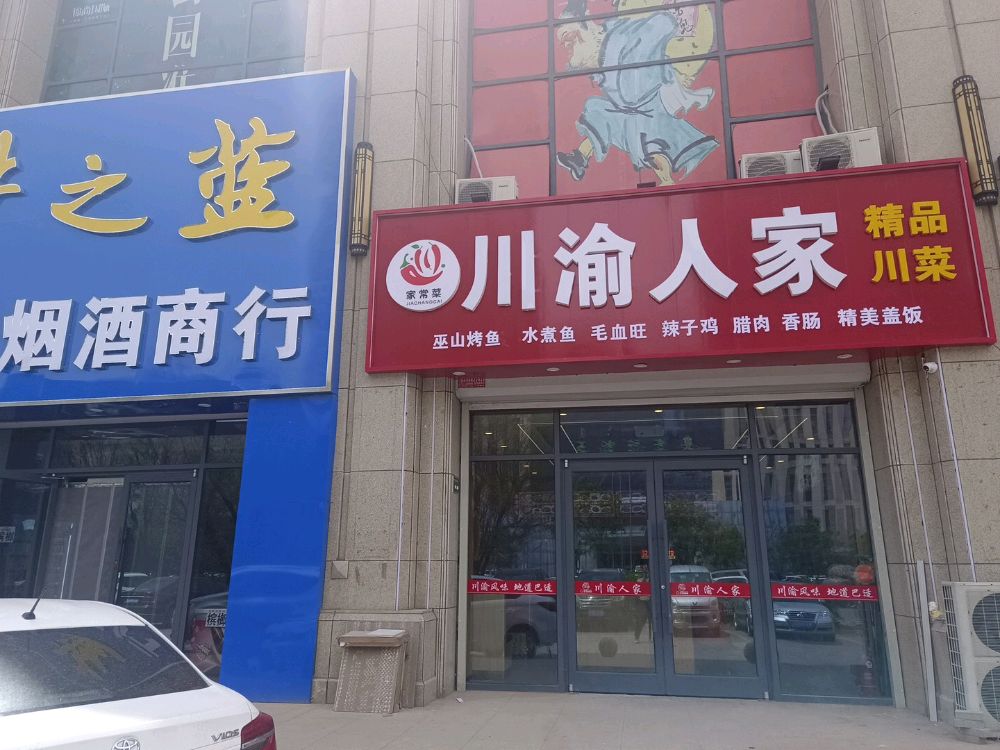 之蓝
烟酒商行
川渝人家
精品
川菜
家常菜
JIACHANGCAI
巫山烤鱼 水煮鱼 毛血旺 辣子鸡 腊肉 香肠 精美盖饭
川渝风味 地道巴适
川渝人家
川渝人家
川渝风味 地道巴适
VIOS